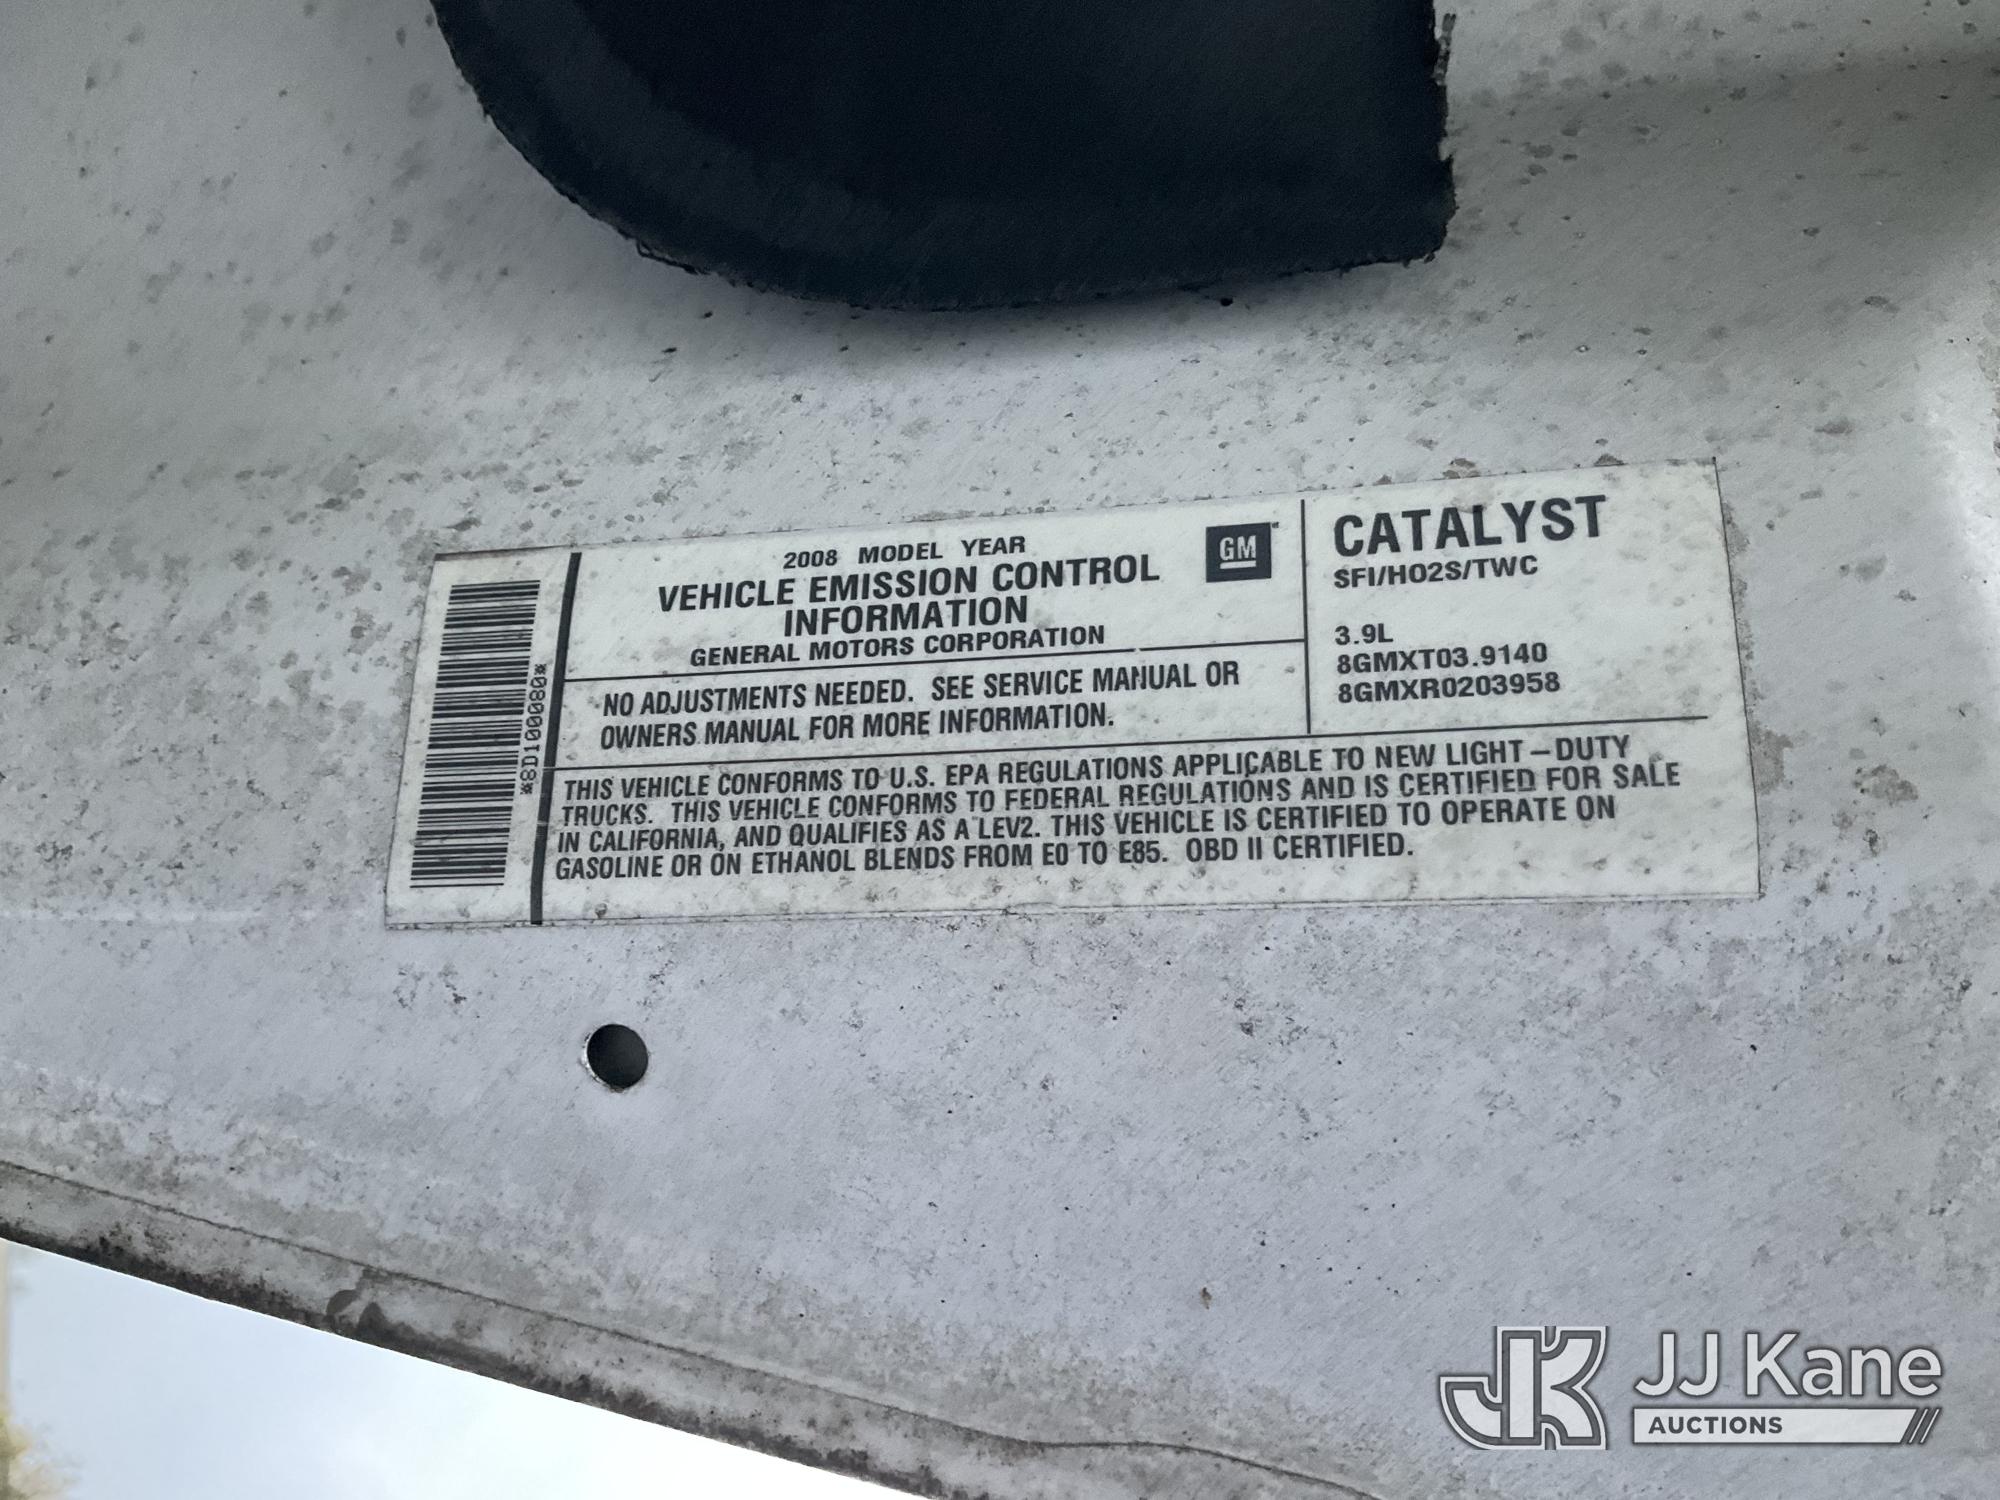 *8D1000080*
2008 MODEL YEAR
VEHICLE EMISSION CONTROL
INFORMATION
GENERAL MOTORS CORPORATION
GM
NO ADJUSTMENTS NEEDED. SEE SERVICE MANUAL OR
OWNERS MANUAL FOR MORE INFORMATION.
CATALYST
SFI/HO2S/TWC
3.9L
8GMXT03.9140
8GMXR0203958
THIS VEHICLE CONFORMS TO U.S. EPA REGULATIONS APPLICABLE TO NEW LIGHT-DUTY
TRUCKS. THIS VEHICLE CONFORMS TO FEDERAL REGULATIONS AND IS CERTIFIED FOR SALE
IN CALIFORNIA, AND QUALIFIES AS A LEV2. THIS VEHICLE IS CERTIFIED TO OPERATE ON
GASOLINE OR ON ETHANOL BLENDS FROM E0 TO E85. OBD II CERTIFIED.
JK JJ Kane
AUCTIONS